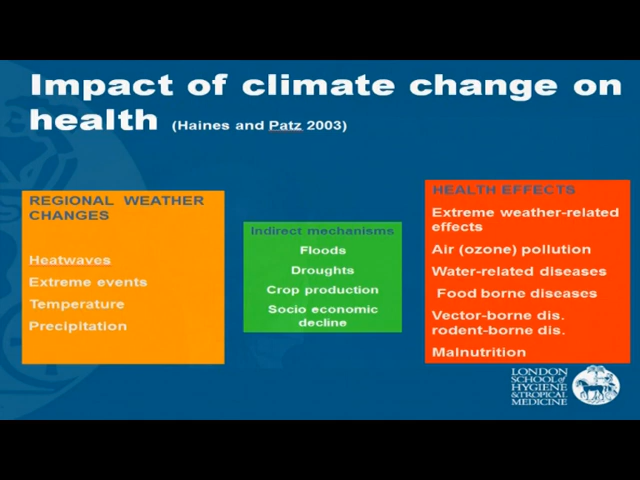 Impact of climate change on
health (Haines and Patz 2003)
REGIONAL WEATHER
CHANGES
Heatwaves
Extreme events
Temperature
Precipitation
Indirect mechanisms
Floods
Droughts
Crop production
Socio economic
decline
HEALTH EFFECTS
Extreme weather-related
effects
Air (ozone) pollution
Water-related diseases
Food borne diseases
Vector-borne dis.
rodent-borne dis.
Malnutrition
LONDON
SCHOOL of
HYGIENE
& TROPICAL
MEDICINE